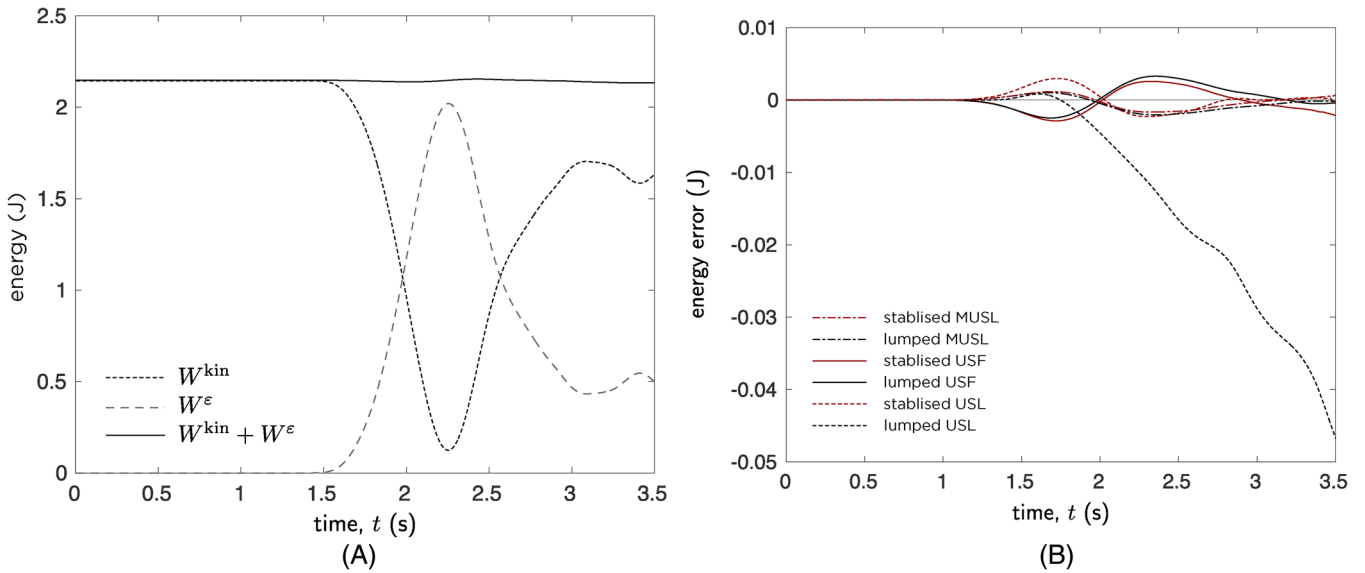 2.5
2
1.5
1
0.5
0
0 0.5 1 1.5 2 2.5 3 3.5
energy (J)
time, t (s)
W^kin
W^ε
W^kin + W^ε
(A)
0.01
0
-0.01
-0.02
-0.03
-0.04
-0.05
0 0.5 1 1.5 2 2.5 3 3.5
energy error (J)
time, t (s)
stablised MUSL
lumped MUSL
stablised USF
lumped USF
stablised USL
lumped USL
(B)